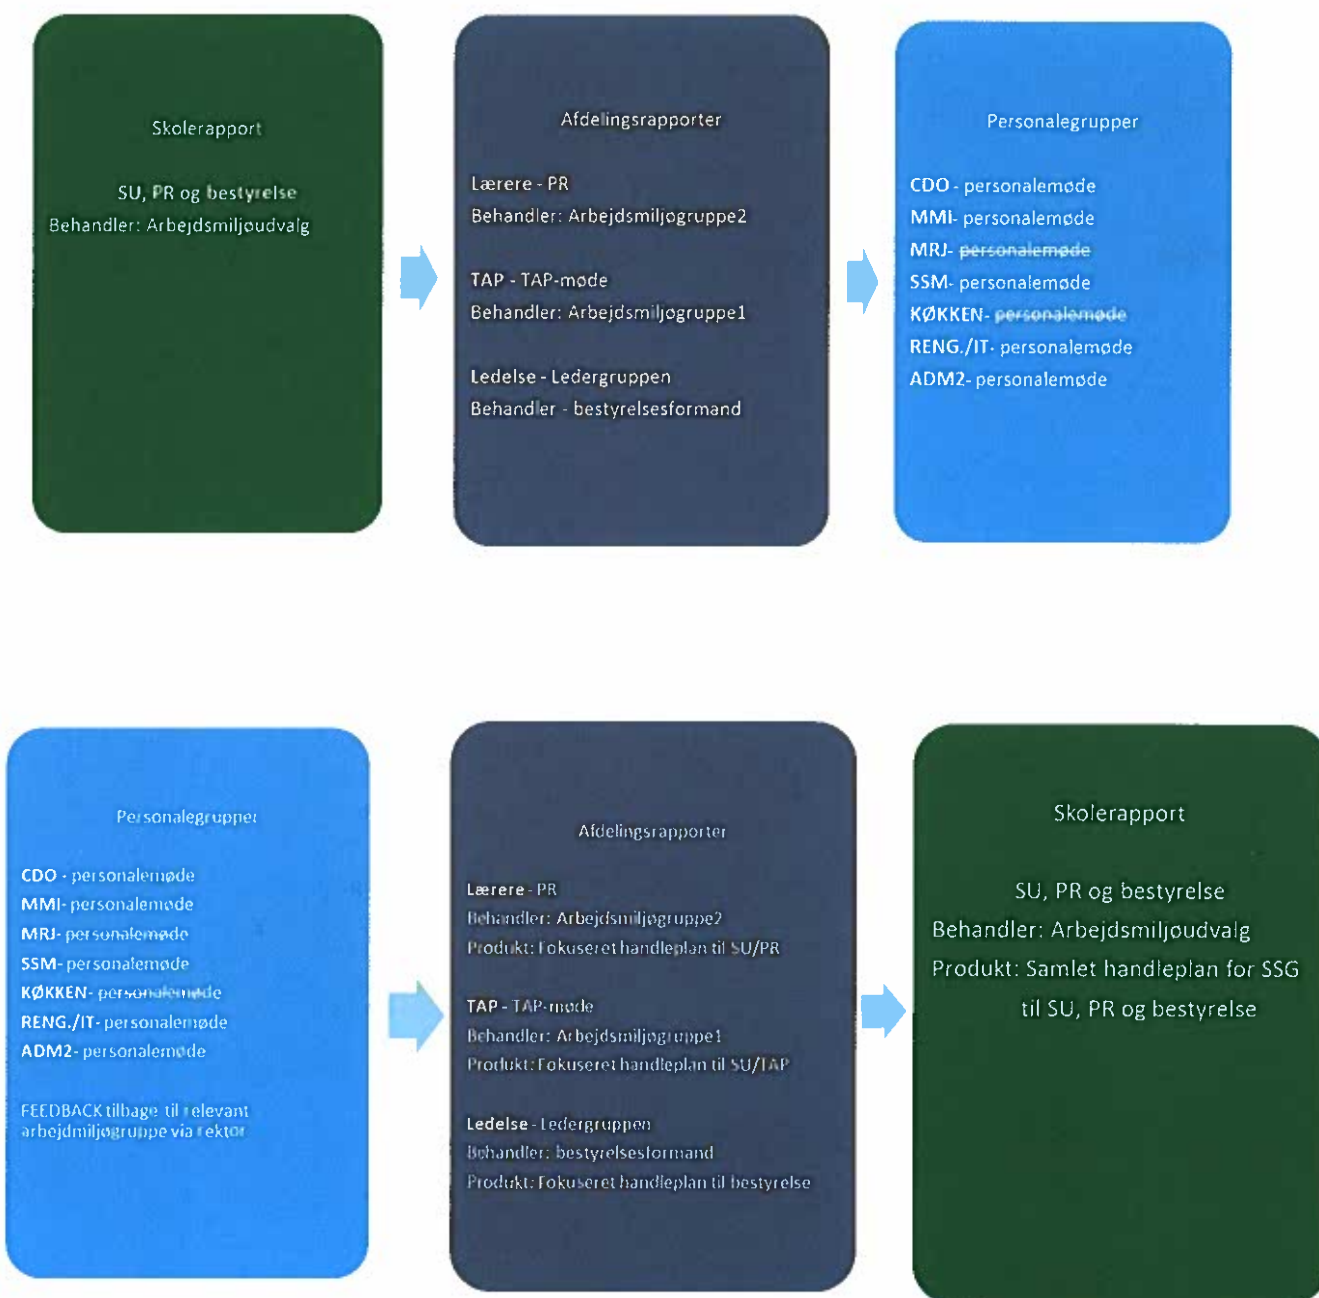 Skolerapport
SU, PR og bestyrelse
Behandler: Arbejdsmiljøudvalg
Afdelingsrapporter
Lærere - PR
Behandler: Arbejdsmiljøgruppe2
TAP - TAP-møde
Behandler: Arbejdsmiljøgruppe1
Ledelse - Ledergruppen
Behandler - bestyrelsesformand
Personalegrupper
CDO - personalemøde
MMI- personalemøde
MRJ- personalemøde
SSM- personalemøde
KØKKEN- personalemøde
RENG./IT- personalemøde
ADM2- personalemøde
Personalegrupper
CDO - personalemøde
MMI- personalemøde
MRJ- personalemøde
SSM- personalemøde
KØKKEN- personalemøde
RENG./IT- personalemøde
ADM2- personalemøde
FEEDBACK tilbage til relevant
arbejdmiljøgruppe via rektor
Afdelingsrapporter
Lærere - PR
Behandler: Arbejdsmiljøgruppe2
Produkt: Fokuseret handleplan til SU/PR
TAP - TAP-møde
Behandler: Arbejdsmiljøgruppe1
Produkt: Fokuseret handleplan til SU/TAP
Ledelse - Ledergruppen
Behandler: bestyrelsesformand
Produkt: Fokuseret handleplan til bestyrelse
Skolerapport
SU, PR og bestyrelse
Behandler: Arbejdsmiljøudvalg
Produkt: Samlet handleplan for SSG
til SU, PR og bestyrelse